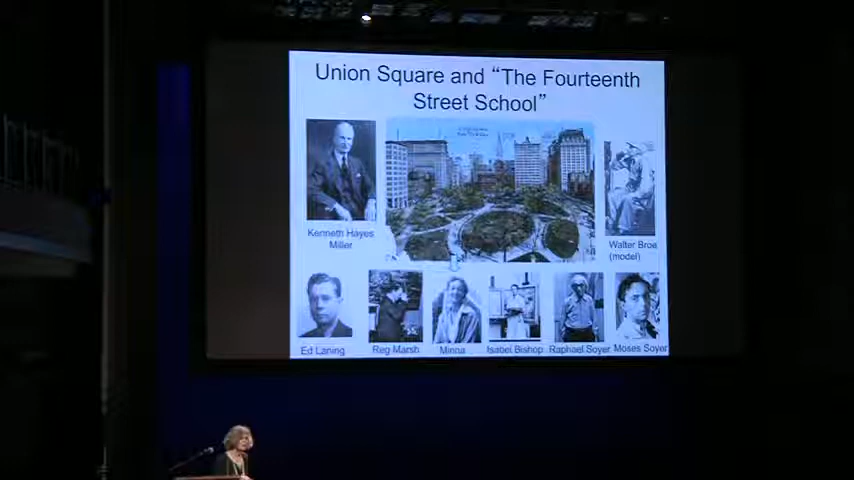 Union Square and “The Fourteenth
Street School”
Kenneth Hayes
Miller
Walter Broe
(model)
Ed Laning
Reg Marsh
Minna
Isabel Bishop
Raphael Soyer
Moses Soyer